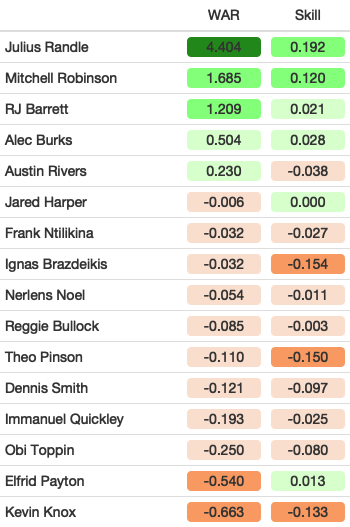 WAR Skill
Julius Randle 4.404 0.192
Mitchell Robinson 1.685 0.120
RJ Barrett 1.209 0.021
Alec Burks 0.504 0.028
Austin Rivers 0.230 -0.038
Jared Harper -0.006 0.000
Frank Ntilikina -0.032 -0.027
Ignas Brazdeikis -0.032 -0.154
Nerlens Noel -0.054 -0.011
Reggie Bullock -0.085 -0.003
Theo Pinson -0.110 -0.150
Dennis Smith -0.121 -0.097
Immanuel Quickley -0.193 -0.025
Obi Toppin -0.250 -0.080
Elfrid Payton -0.540 0.013
Kevin Knox -0.663 -0.133